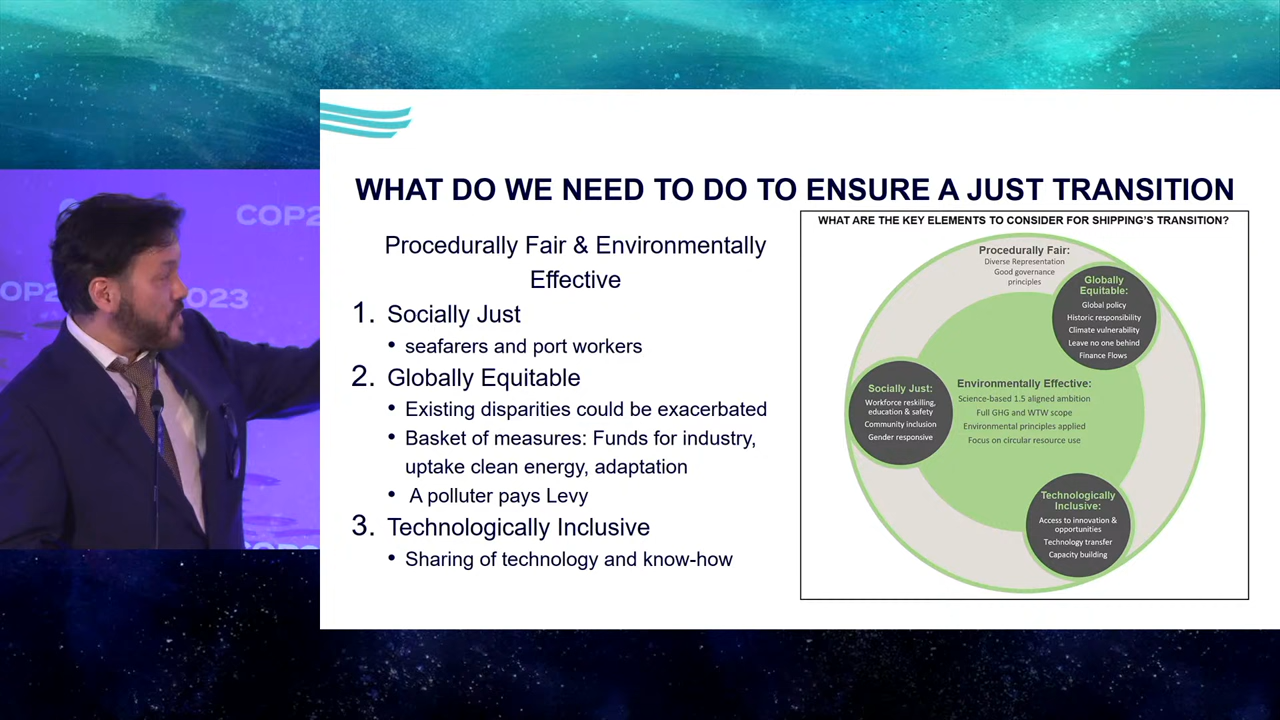 COP2
OP2
2023
COP2
WHAT DO WE NEED TO DO TO ENSURE A JUST TRANSITION
Procedurally Fair & Environmentally
Effective
1. Socially Just
• seafarers and port workers
2. Globally Equitable
• Existing disparities could be exacerbated
• Basket of measures: Funds for industry,
uptake clean energy, adaptation
• A polluter pays Levy
3. Technologically Inclusive
• Sharing of technology and know-how
WHAT ARE THE KEY ELEMENTS TO CONSIDER FOR SHIPPING'S TRANSITION?
Procedurally Fair:
Diverse Representation
Good governance
principles
Globally
Equitable:
Global policy
Historic responsibility
Climate vulnerability
Leave no one behind
Finance Flows
Socially Just:
Workforce reskilling,
education & safety
Community inclusion
Gender responsive
Environmentally Effective:
Science-based 1.5 aligned ambition
Full GHG and WTW scope
Environmental principles applied
Focus on circular resource use
Technologically
Inclusive:
Access to innovation &
opportunities
Technology transfer
Capacity building